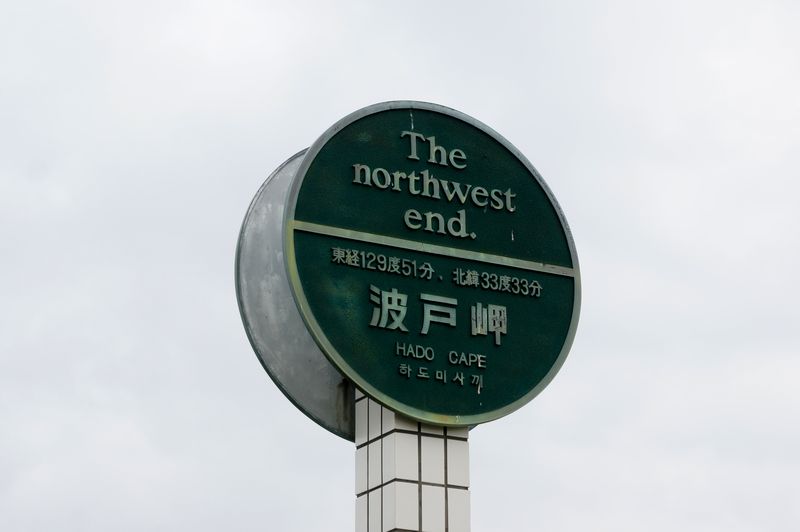 The
northwest
end.
東経129度51分、北緯33度33分
波戸岬
HADO CAPE
하도미사끼